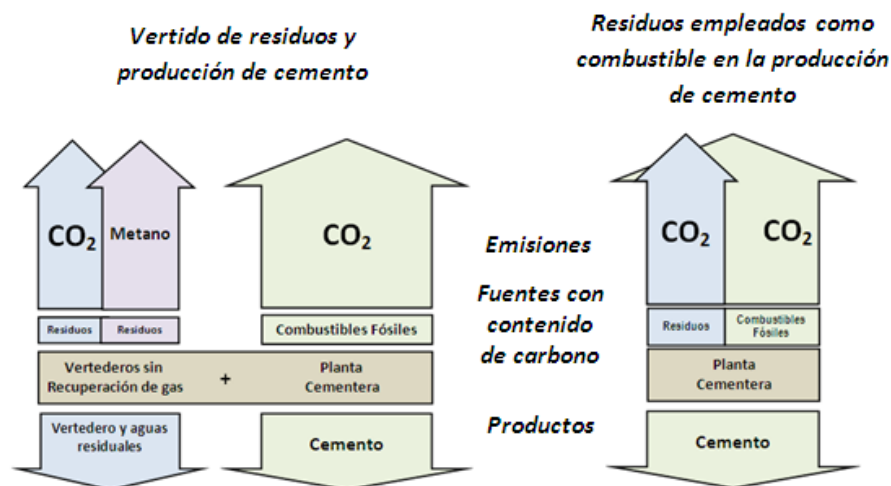 Vertido de residuos y
producción de cemento
Residuos empleados como
combustible en la producción
de cemento
CO₂
Metano
CO₂
Emisiones
CO₂
CO₂
Fuentes con
contenido
de carbono
Residuos
Residuos
Combustibles Fósiles
Residuos
Combustibles
Fósiles
Vertederos sin
Recuperación de gas
+
Planta
Cementera
Planta
Cementera
Vertedero y aguas
residuales
Cemento
Productos
Cemento